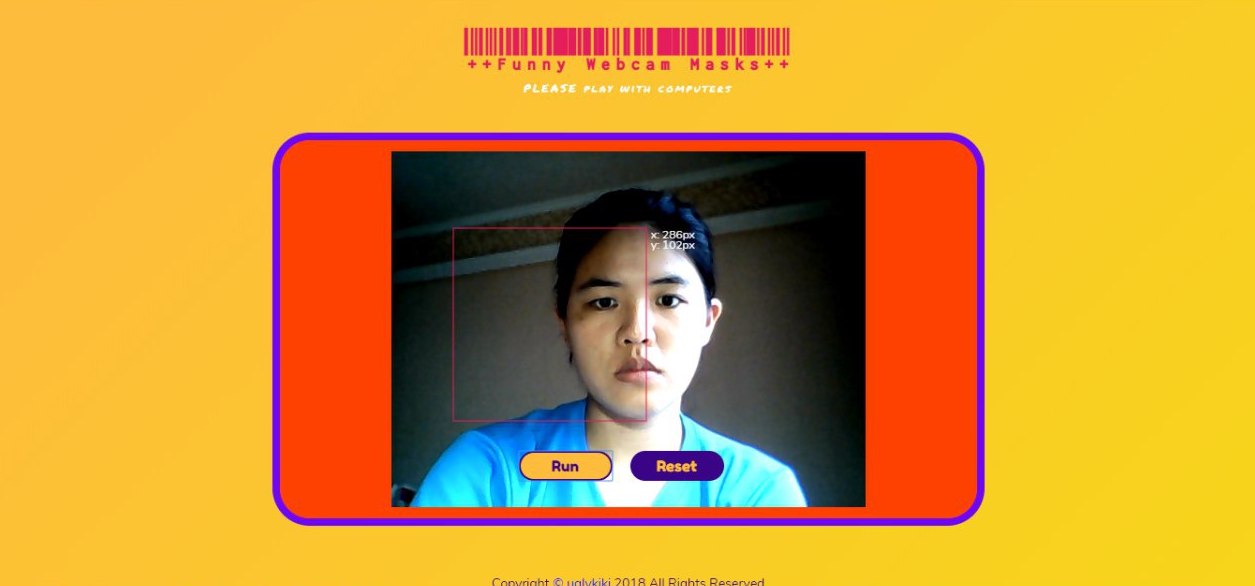 ++Funny Webcam Masks++
PLEASE PLAY WITH COMPUTERS
x: 286px
y: 102px
Run
Reset
Copyright © uglykiki 2018 All Rights Reserved